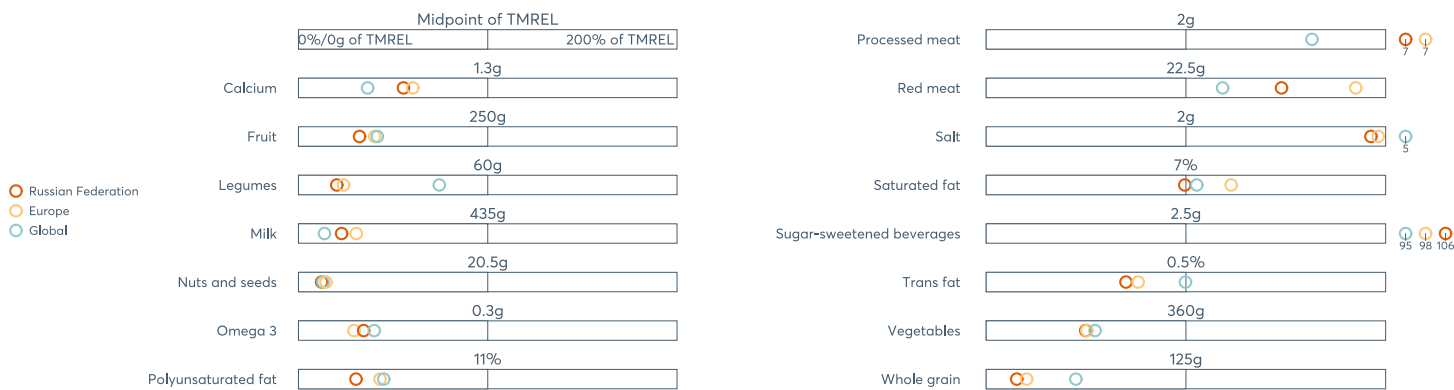 Midpoint of TMREL
0%/0g of TMREL
200% of TMREL
1.3g
Calcium
250g
Fruit
60g
Legumes
435g
Milk
20.5g
Nuts and seeds
0.3g
Omega 3
11%
Polyunsaturated fat
Russian Federation
Europe
Global
2g
Processed meat
7 7
22.5g
Red meat
2g
Salt
5
7%
Saturated fat
2.5g
Sugar-sweetened beverages
95 98 106
0.5%
Trans fat
360g
Vegetables
125g
Whole grain